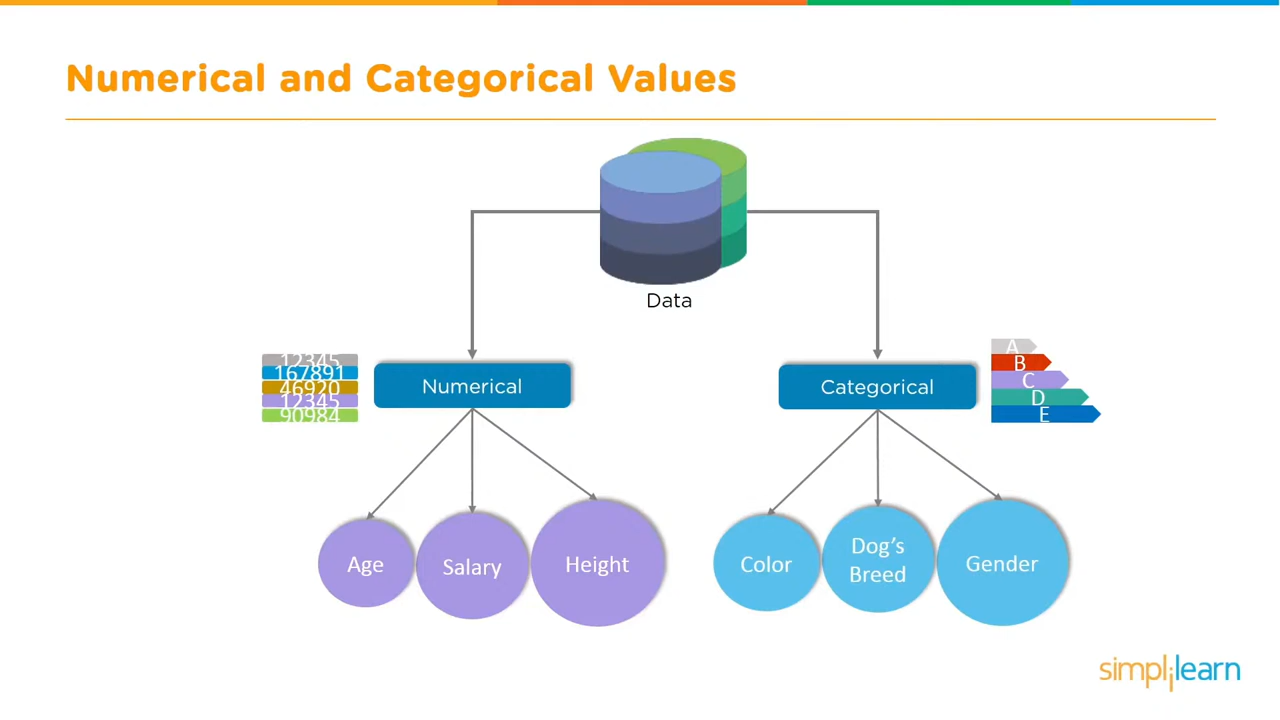 Numerical and Categorical Values
Data
12345
167891
46920
12345
90984
Numerical
Categorical
A
B
C
D
E
Age
Salary
Height
Color
Dog's
Breed
Gender
simplilearn